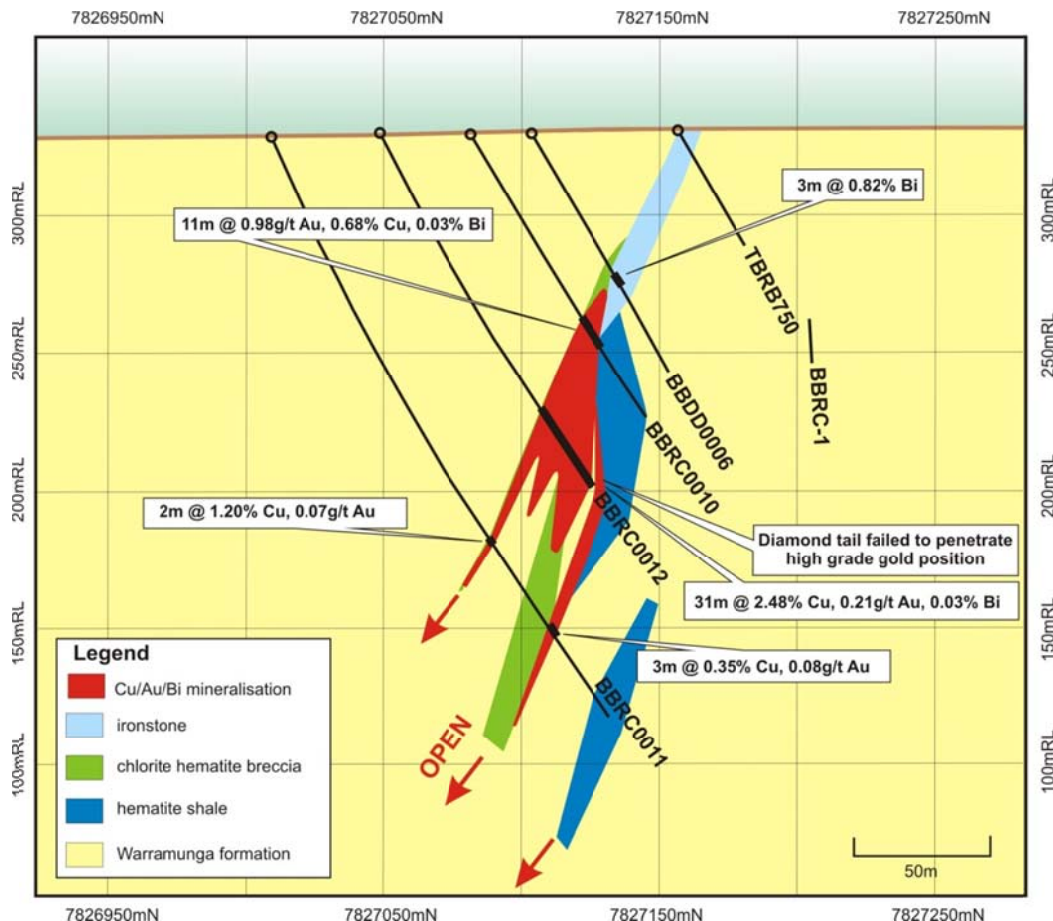 7826950mN
7827050mN
7827150mN
7827250mN
300mRL
300mRL
3m @ 0.82% Bi
11m @ 0.98g/t Au, 0.68% Cu, 0.03% Bi
TBRB750
250mRL
250mRL
BBRC-1
BBDD0006
BBRC0010
200mRL
200mRL
2m @ 1.20% Cu, 0.07g/t Au
BBRC0012
Diamond tail failed to penetrate
high grade gold position
31m @ 2.48% Cu, 0.21g/t Au, 0.03% Bi
150mRL
150mRL
3m @ 0.35% Cu, 0.08g/t Au
BBRC0011
OPEN
100mRL
100mRL
Legend
Cu/Au/Bi mineralisation
ironstone
chlorite hematite breccia
hematite shale
Warramunga formation
50m
7826950mN
7827050mN
7827150mN
7827250mN